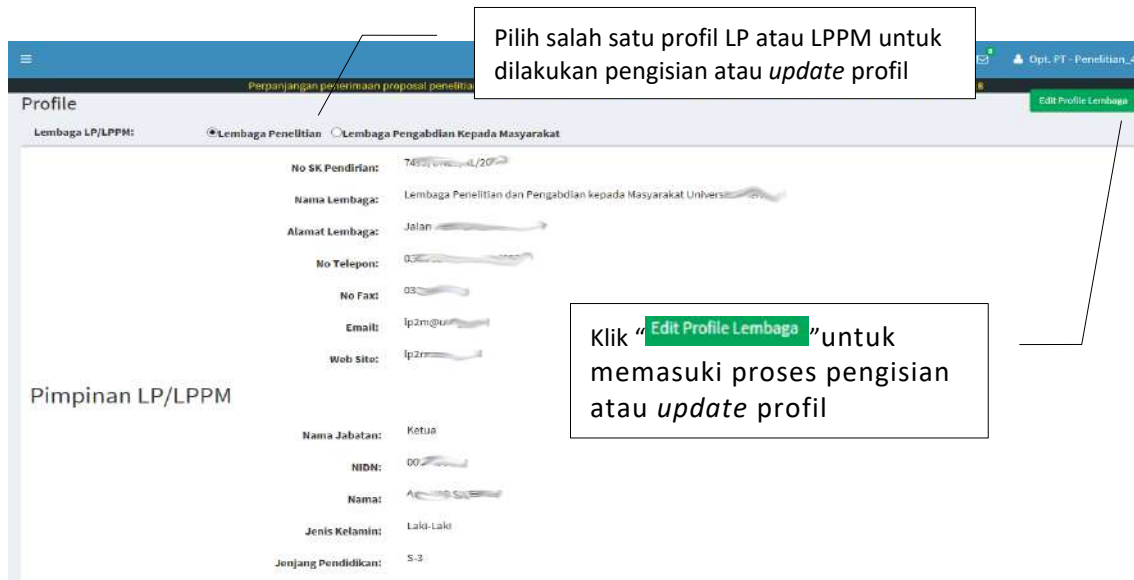 Pilih salah satu profil LP atau LPPM untuk
dilakukan pengisian atau update profil
Opt. PT - Penelitian_4
Perpanjangan penerimaan proposal penelitian
Profile
Edit Profile Lembaga
Lembaga LP/LPPM: Lembaga Penelitian Lembaga Pengabdian Kepada Masyarakat
No SK Pendirian:
Nama Lembaga: Lembaga Penelitian dan Pengabdian kepada Masyarakat
Alamat Lembaga: Jalan
No Telepon:
No Fax:
Email:
Web Site:
Klik “Edit Profile Lembaga”untuk
memasuki proses pengisian
atau update profil
Pimpinan LP/LPPM
Nama Jabatan: Ketua
NIDN:
Nama:
Jenis Kelamin: Laki-Laki
Jenjang Pendidikan: S-3